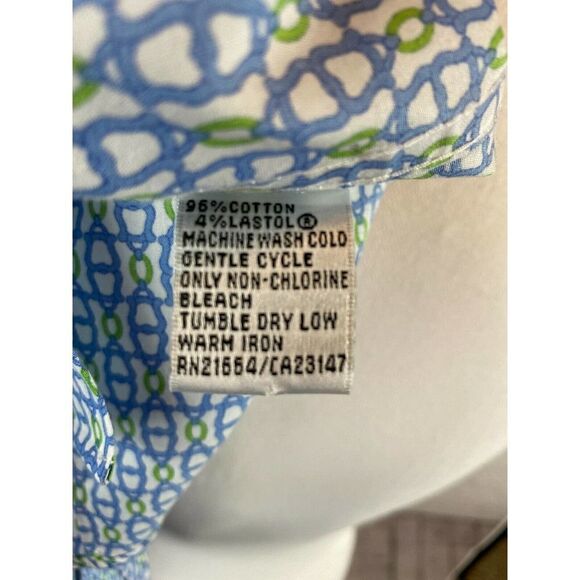 96%COTTON
4%LASTOL®
MACHINE WASH COLD
GENTLE CYCLE
ONLY NON-CHLORINE
BLEACH
TUMBLE DRY LOW
WARM IRON
RN21554/CA23147